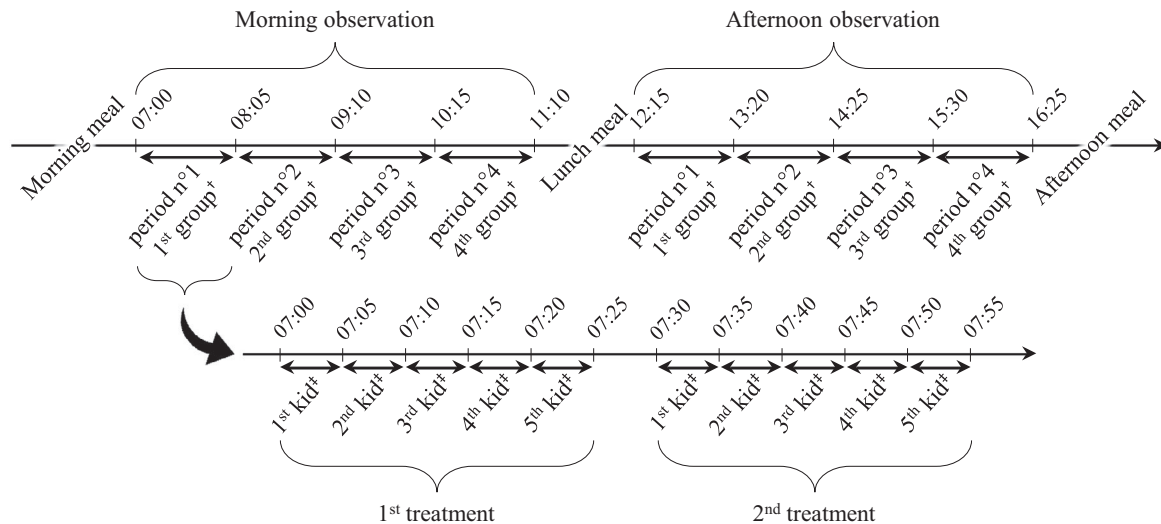 Morning observation
Afternoon observation
Morning meal
07:00
08:05
09:10
10:15
11:10
Lunch meal
12:15
13:20
14:25
15:30
16:25
Afternoon meal
period n°1
1st group†
period n°2
2nd group†
period n°3
3rd group†
period n°4
4th group†
period n°1
1st group†
period n°2
2nd group†
period n°3
3rd group†
period n°4
4th group†
07:00
07:05
07:10
07:15
07:20
07:25
07:30
07:35
07:40
07:45
07:50
07:55
1st kid‡
2nd kid‡
3rd kid‡
4th kid‡
5th kid‡
1st kid‡
2nd kid‡
3rd kid‡
4th kid‡
5th kid‡
1st treatment
2nd treatment